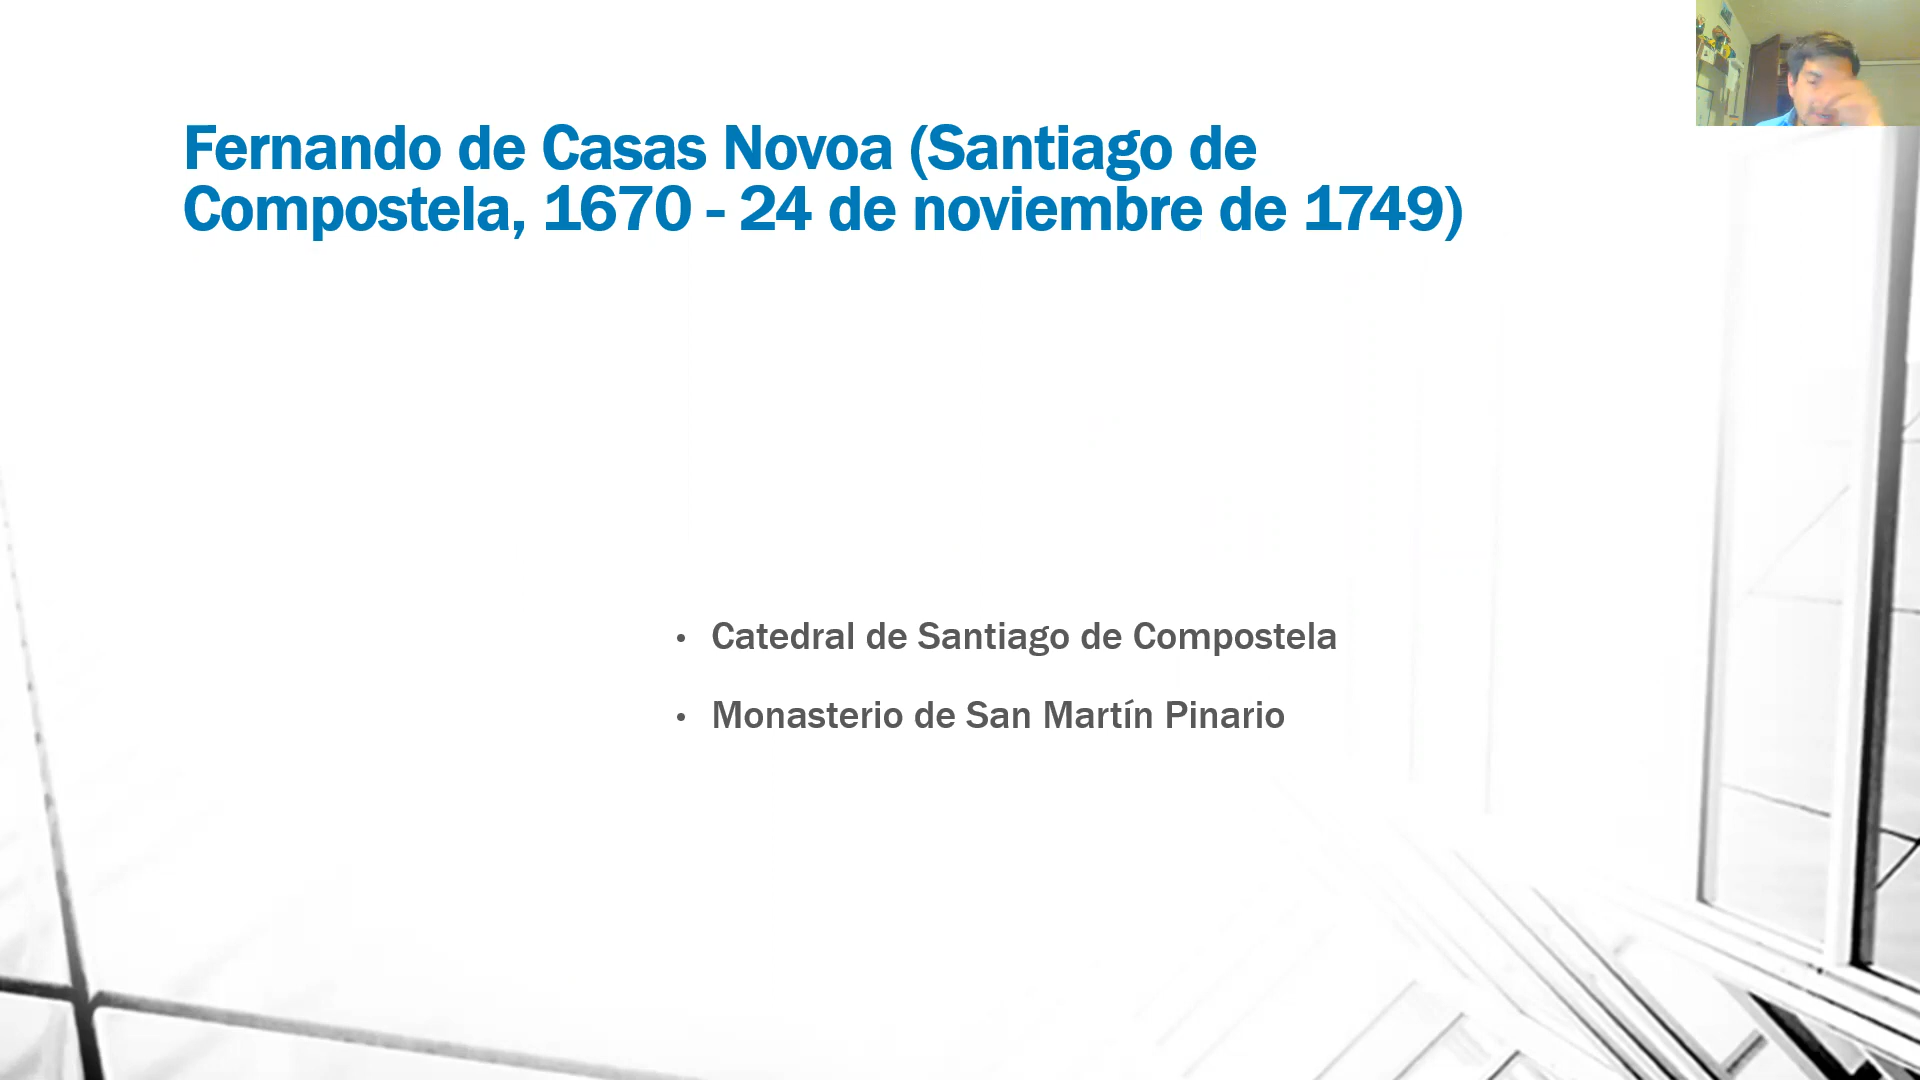 Fernando de Casas Novoa (Santiago de
Compostela, 1670 - 24 de noviembre de 1749)
• Catedral de Santiago de Compostela
• Monasterio de San Martín Pinario